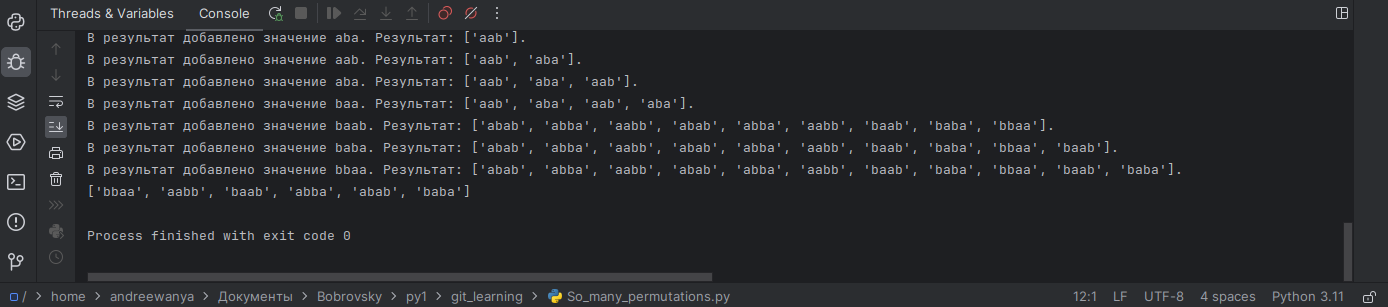 Threads & Variables Console
В результат добавлено значение aba. Результат: ['aab'].
В результат добавлено значение aab. Результат: ['aab', 'aba'].
В результат добавлено значение aba. Результат: ['aab', 'aba', 'aab'].
В результат добавлено значение baa. Результат: ['aab', 'aba', 'aab', 'aba'].
В результат добавлено значение baab. Результат: ['abab', 'abba', 'aabb', 'abab', 'abba', 'aabb', 'baab', 'baba', 'bbaa'].
В результат добавлено значение baba. Результат: ['abab', 'abba', 'aabb', 'abab', 'abba', 'aabb', 'baab', 'baba', 'bbaa', 'baab'].
В результат добавлено значение bbaa. Результат: ['abab', 'abba', 'aabb', 'abab', 'abba', 'aabb', 'baab', 'baba', 'bbaa', 'baab', 'baba'].
['bbaa', 'aabb', 'baab', 'abba', 'abab', 'baba']
Process finished with exit code 0
/ > home > andreewanya > Документы > Bobrovsky > py1 > git_learning > So_many_permutations.py 12:1 LF UTF-8 4 spaces Python 3.11